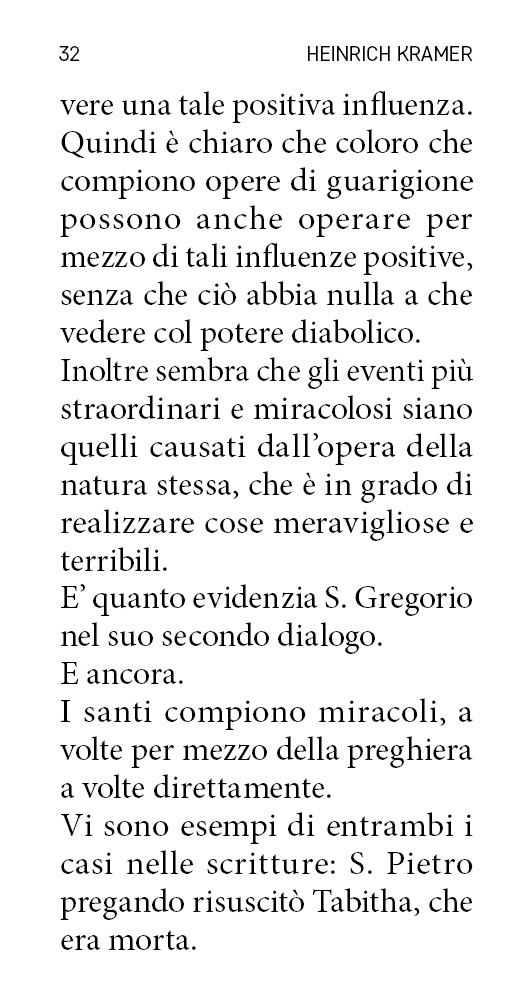 32 HEINRICH KRAMER
vere una tale positiva influenza.
Quindi è chiaro che coloro che
compiono opere di guarigione
possono anche operare per
mezzo di tali influenze positive,
senza che ciò abbia nulla a che
vedere col potere diabolico.
Inoltre sembra che gli eventi più
straordinari e miracolosi siano
quelli causati dall’opera della
natura stessa, che è in grado di
realizzare cose meravigliose e
terribili.
E’ quanto evidenzia S. Gregorio
nel suo secondo dialogo.
E ancora.
I santi compiono miracoli, a
volte per mezzo della preghiera
a volte direttamente.
Vi sono esempi di entrambi i
casi nelle scritture: S. Pietro
pregando risuscitò Tabitha, che
era morta.